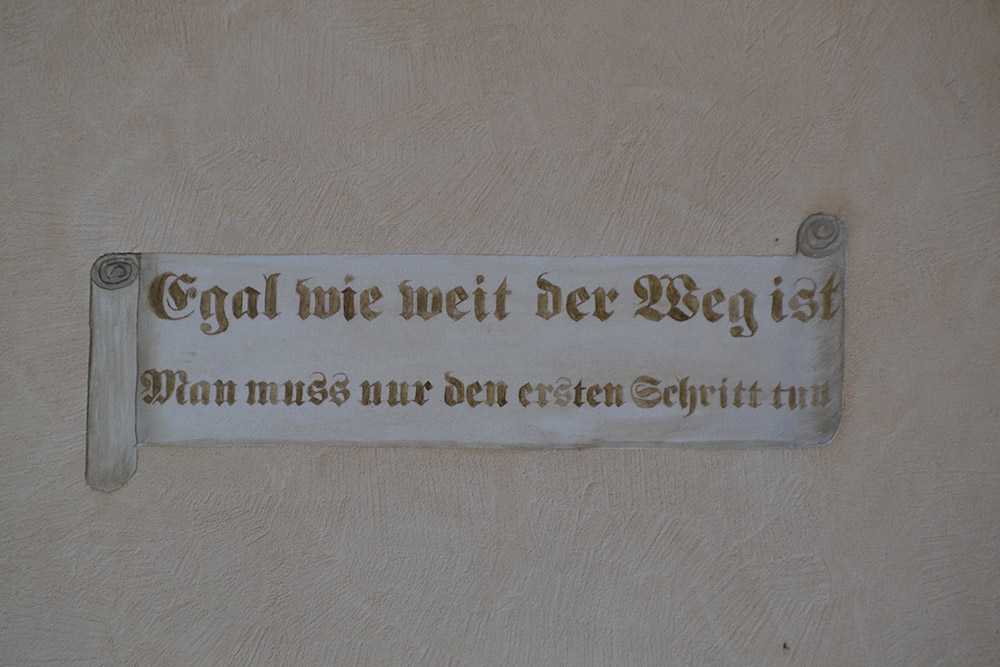 Egal wie weit der Weg ist
Man muss nur den ersten Schritt tun